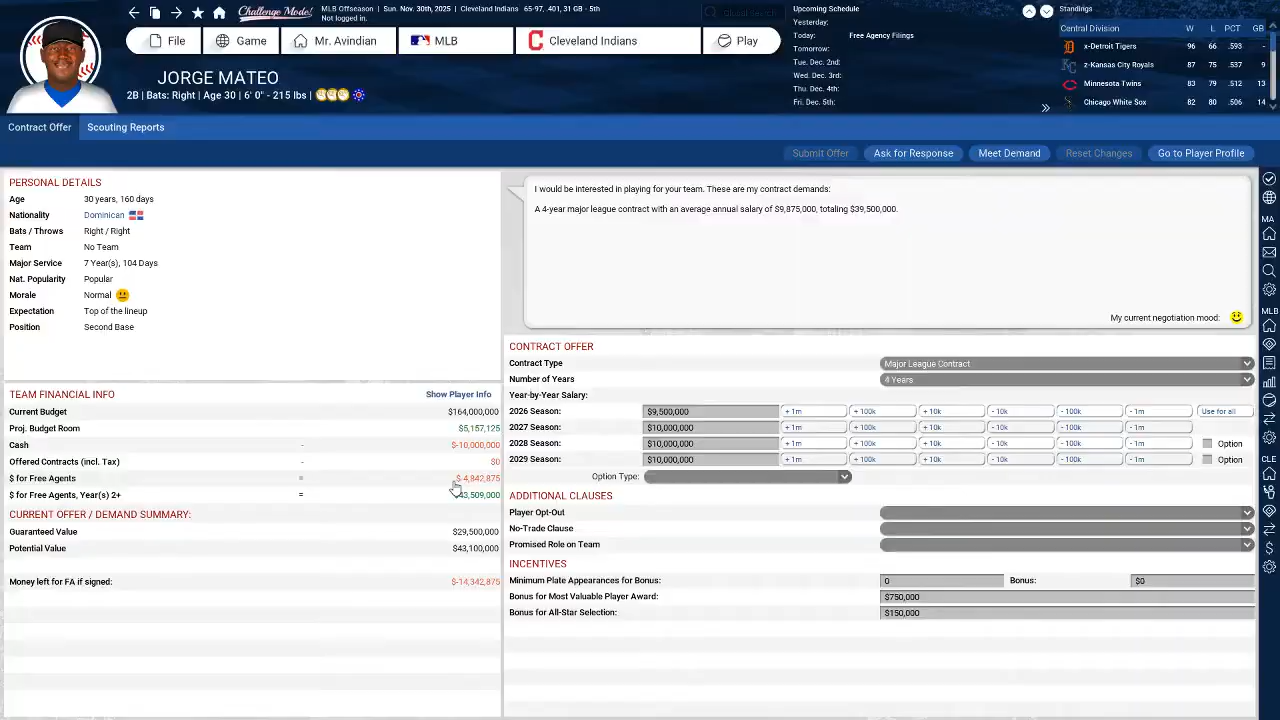 Challenge Mode!
MLB Offseason | Sun. Nov. 30th, 2025 | Cleveland Indians 65-97, .401, 31 GB - 5th
Not logged in.
File
Game
Mr. Avindian
MLB
Cleveland Indians
Play
Upcoming Schedule
Yesterday:
Today: Free Agency Filings
Tomorrow:
Tue. Dec. 2nd:
Wed. Dec. 3rd:
Thu. Dec. 4th:
Fri. Dec. 5th:
Standings
Central Division W L PCT GB
x-Detroit Tigers 96 66 .593 -
z-Kansas City Royals 87 75 .537 9
Minnesota Twins 83 79 .512 13
Chicago White Sox 82 80 .506 14
JORGE MATEO
2B | Bats: Right | Age 30 | 6' 0" - 215 lbs
Contract Offer
Scouting Reports
Submit Offer
Ask for Response
Meet Demand
Reset Changes
Go to Player Profile
PERSONAL DETAILS
Age 30 years, 160 days
Nationality Dominican
Bats / Throws Right / Right
Team No Team
Major Service 7 Year(s), 104 Days
Nat. Popularity Popular
Morale Normal
Expectation Top of the lineup
Position Second Base
I would be interested in playing for your team. These are my contract demands:
A 4-year major league contract with an average annual salary of $9,875,000, totaling $39,500,000.
My current negotiation mood:
TEAM FINANCIAL INFO Show Player Info
Current Budget $164,000,000
Proj. Budget Room $5,157,125
Cash - $-10,000,000
Offered Contracts (incl. Tax) - $0
$ for Free Agents = $-4,842,875
$ for Free Agents, Year(s) 2+ = 43,509,000
CURRENT OFFER / DEMAND SUMMARY:
Guaranteed Value $29,500,000
Potential Value $43,100,000
Money left for FA if signed: $-14,342,875
CONTRACT OFFER
Contract Type Major League Contract
Number of Years 4 Years
Year-by-Year Salary:
2026 Season: $9,500,000 + 1m + 100k + 10k - 10k - 100k - 1m Use for all
2027 Season: $10,000,000 + 1m + 100k + 10k - 10k - 100k - 1m
2028 Season: $10,000,000 + 1m + 100k + 10k - 10k - 100k - 1m Option
2029 Season: $10,000,000 + 1m + 100k + 10k - 10k - 100k - 1m Option
Option Type:
ADDITIONAL CLAUSES
Player Opt-Out
No-Trade Clause
Promised Role on Team
INCENTIVES
Minimum Plate Appearances for Bonus: 0 Bonus: $0
Bonus for Most Valuable Player Award: $750,000
Bonus for All-Star Selection: $150,000
MA
MLB
CLE